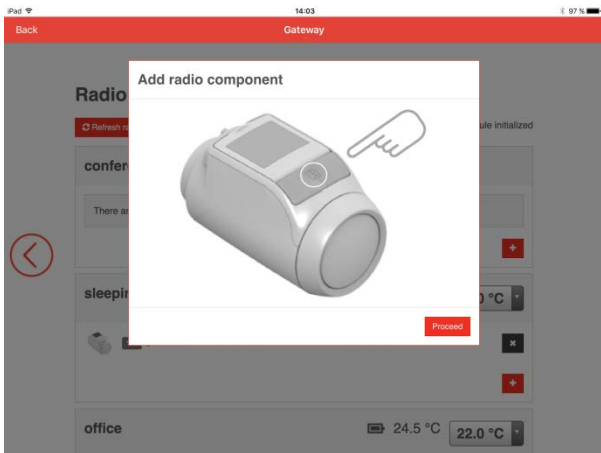 iPad 14:03 97 %
Back Gateway
Add radio component
Radio
Refresh ule initialized
confer
There ar
sleepin °C
Proceed
office 24.5 °C 22.0 °C